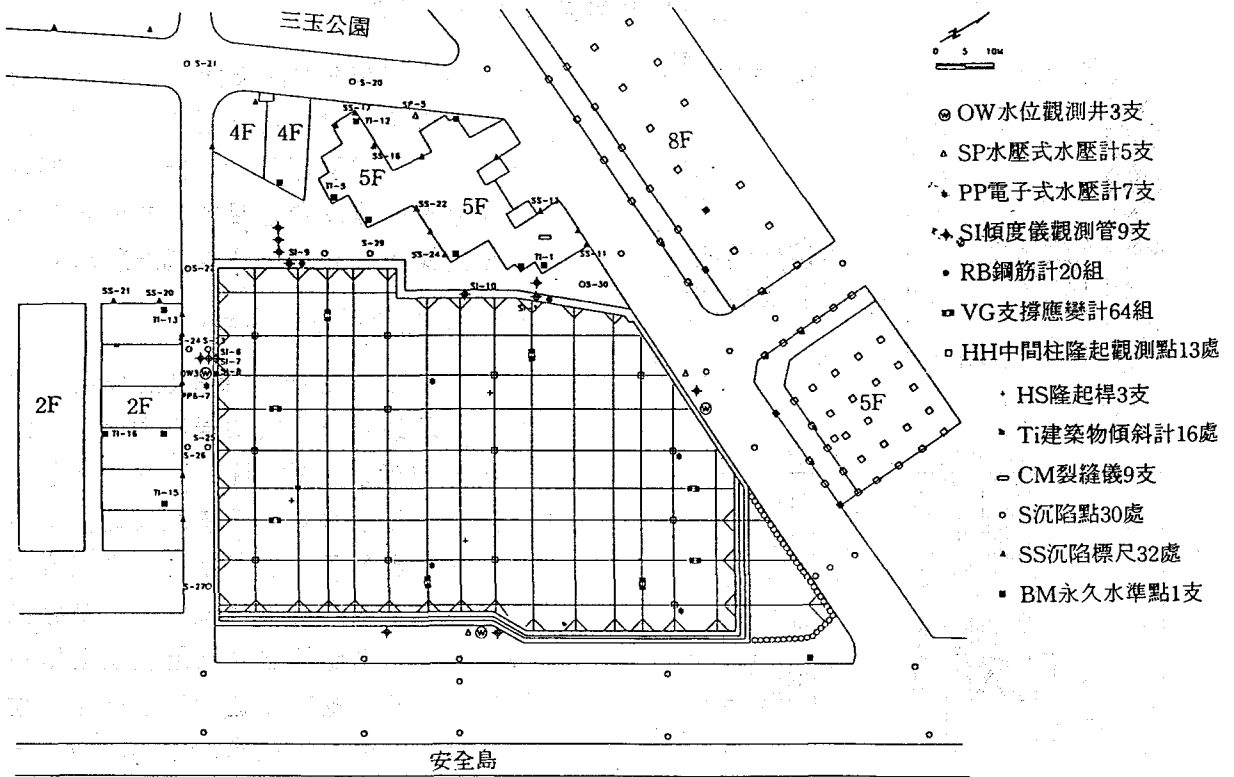 三玉公園
0 5 10M
S-21
S-20
SS-17
TI-12
SS-16
4F
4F
5F
TI-5
SS-22
5F
SS-24
TI-1
SS-11
8F
S-29
SI-9
SI-10
S-30
SS-21
SS-20
TI-13
SI-6
SI-7
SI-8
OW3
PP6-7
2F
2F
S-25
TI-16
S-26
TI-15
S-27
5F
安全島
OW水位觀測井3支
SP水壓式水壓計5支
PP電子式水壓計7支
SI傾度儀觀測管9支
RB鋼筋計20組
VG支撐應變計64組
HH中間柱隆起觀測點13處
HS隆起桿3支
Ti建築物傾斜計16處
CM裂縫儀9支
S沉陷點30處
SS沉陷標尺32處
BM永久水準點1支